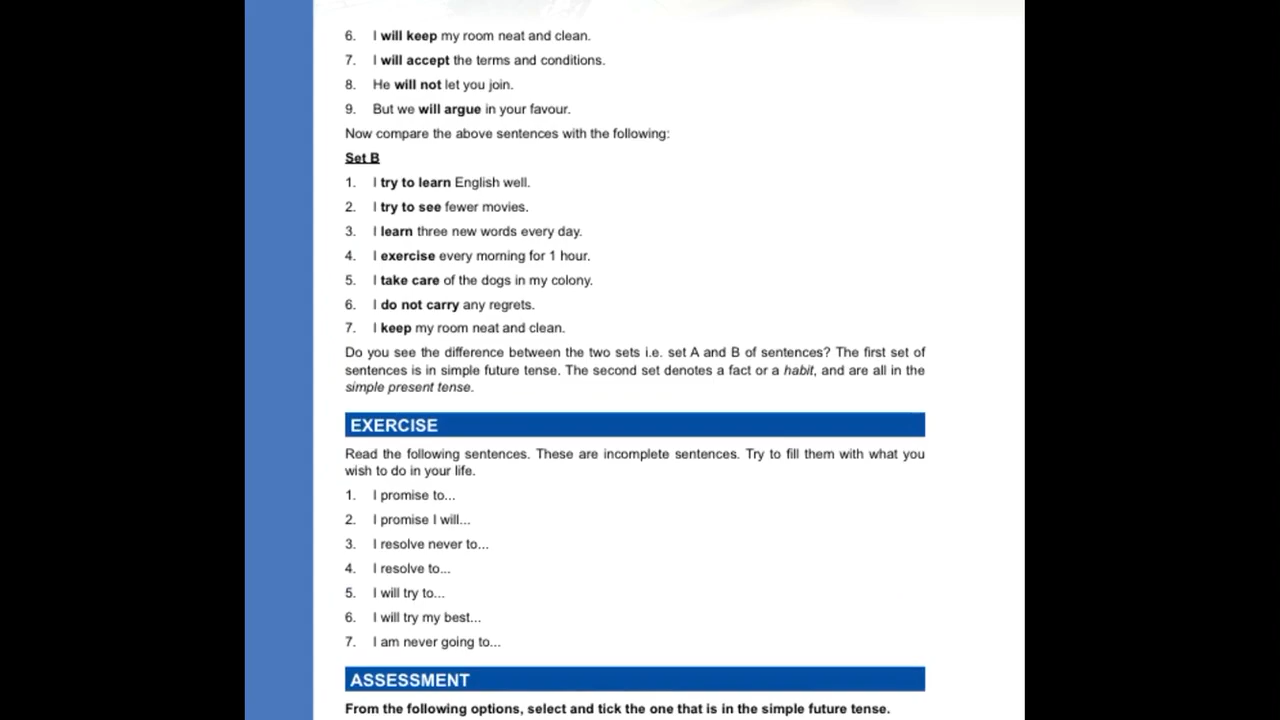 6. I will keep my room neat and clean.
7. I will accept the terms and conditions.
8. He will not let you join.
9. But we will argue in your favour.
Now compare the above sentences with the following:
Set B
1. I try to learn English well.
2. I try to see fewer movies.
3. I learn three new words every day.
4. I exercise every morning for 1 hour.
5. I take care of the dogs in my colony.
6. I do not carry any regrets.
7. I keep my room neat and clean.
Do you see the difference between the two sets i.e. set A and B of sentences? The first set of
sentences is in simple future tense. The second set denotes a fact or a habit, and are all in the
simple present tense.
EXERCISE
Read the following sentences. These are incomplete sentences. Try to fill them with what you
wish to do in your life.
1. I promise to...
2. I promise I will...
3. I resolve never to...
4. I resolve to...
5. I will try to...
6. I will try my best...
7. I am never going to...
ASSESSMENT
From the following options, select and tick the one that is in the simple future tense.